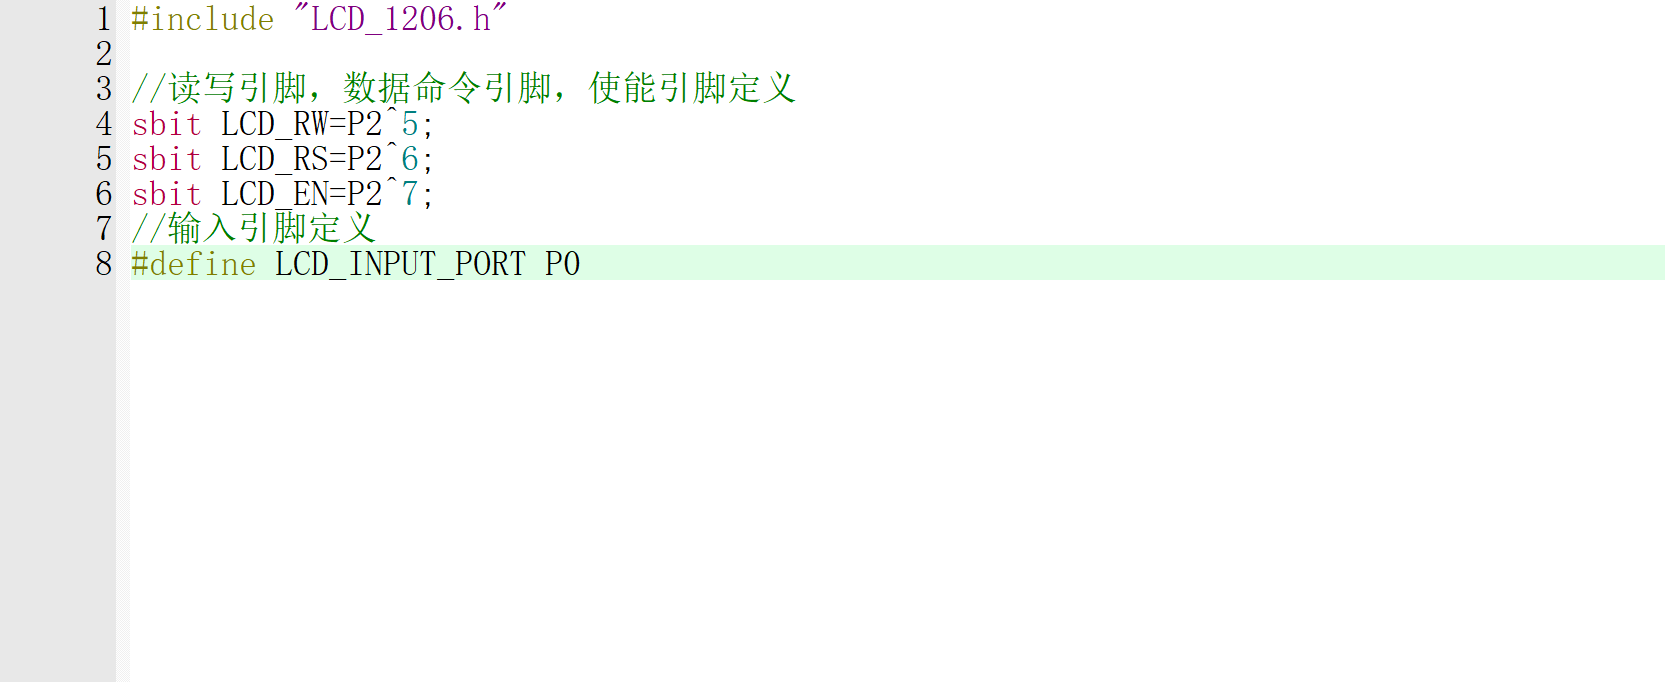 1 #include "LCD_1206.h"
2
3 //读写引脚，数据命令引脚，使能引脚定义
4 sbit LCD_RW=P2^5;
5 sbit LCD_RS=P2^6;
6 sbit LCD_EN=P2^7;
7 //输入引脚定义
8 #define LCD_INPUT_PORT P0